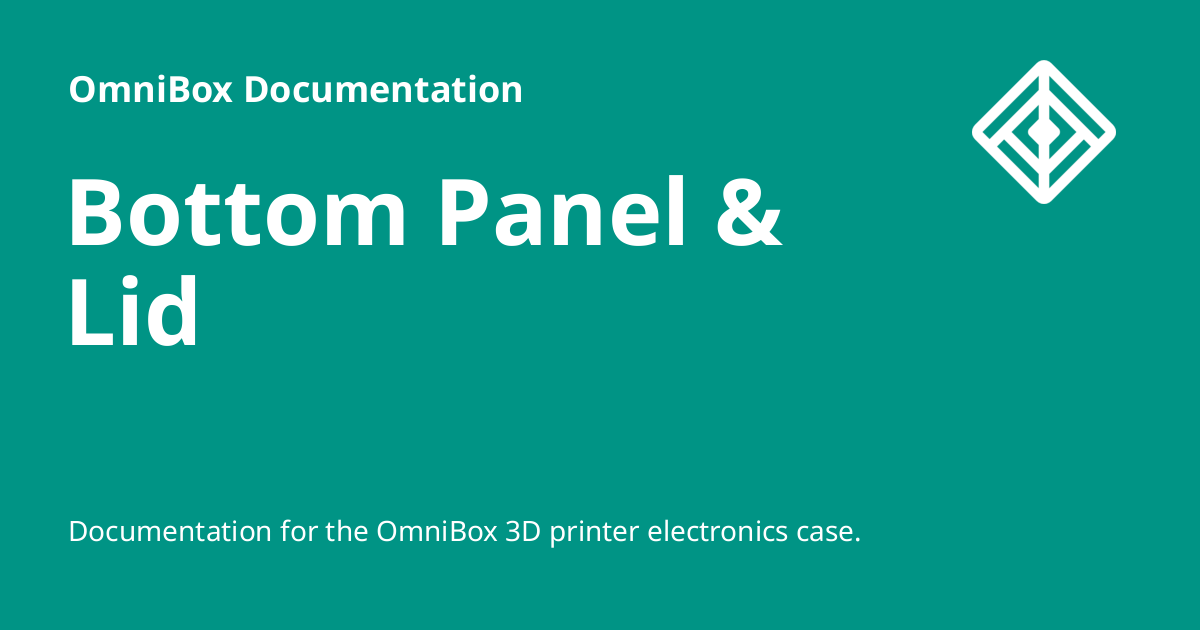 OmniBox Documentation
Bottom Panel &
Lid
Documentation for the OmniBox 3D printer electronics case.